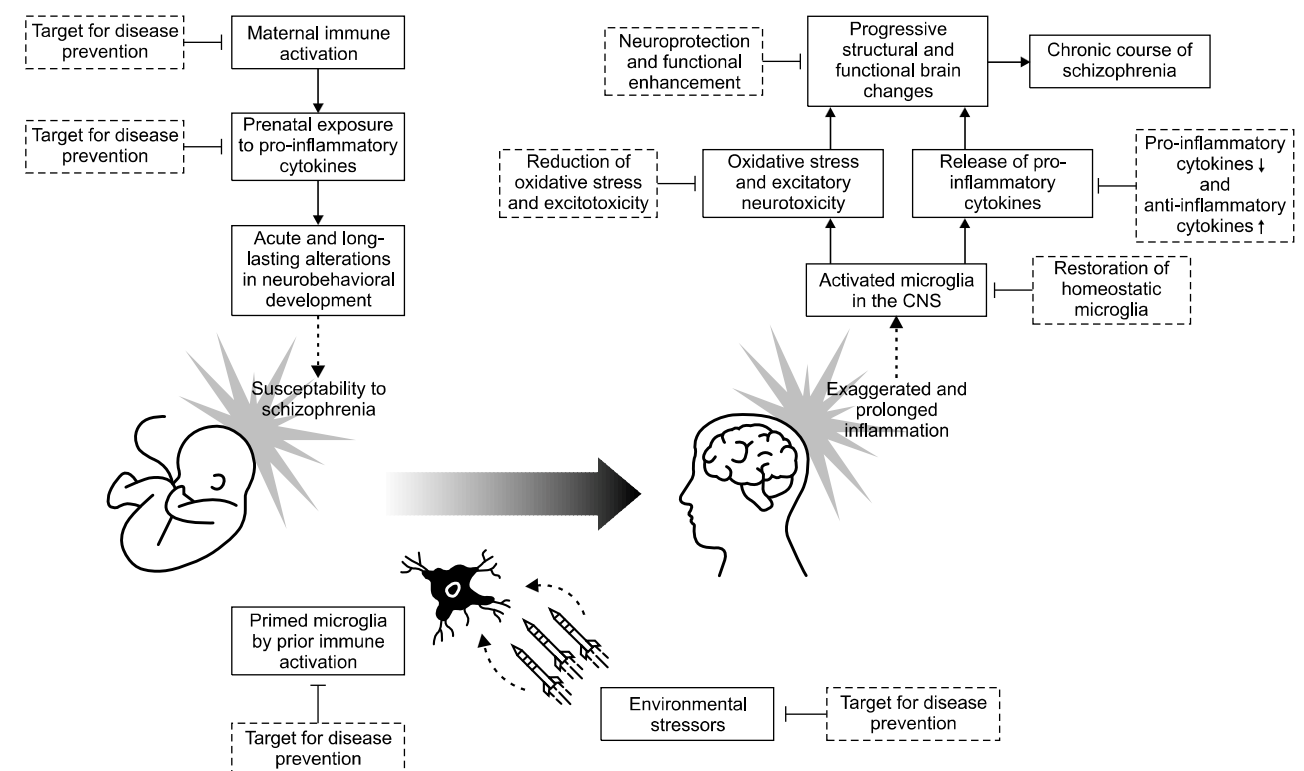 Target for disease
prevention
Maternal immune
activation
Target for disease
prevention
Prenatal exposure
to pro-inflammatory
cytokines
Acute and long-
lasting alterations
in neurobehavioral
development
Susceptability to
schizophrenia
Neuroprotection
and functional
enhancement
Progressive
structural and
functional brain
changes
Chronic course of
schizophrenia
Reduction of
oxidative stress
and excitotoxicity
Oxidative stress
and excitatory
neurotoxicity
Release of pro-
inflammatory
cytokines
Pro-inflammatory
cytokines↓
and
anti-inflammatory
cytokines↑
Activated microglia
in the CNS
Restoration of
homeostatic
microglia
Exaggerated and
prolonged
inflammation
Primed microglia
by prior immune
activation
Target for disease
prevention
Environmental
stressors
Target for disease
prevention